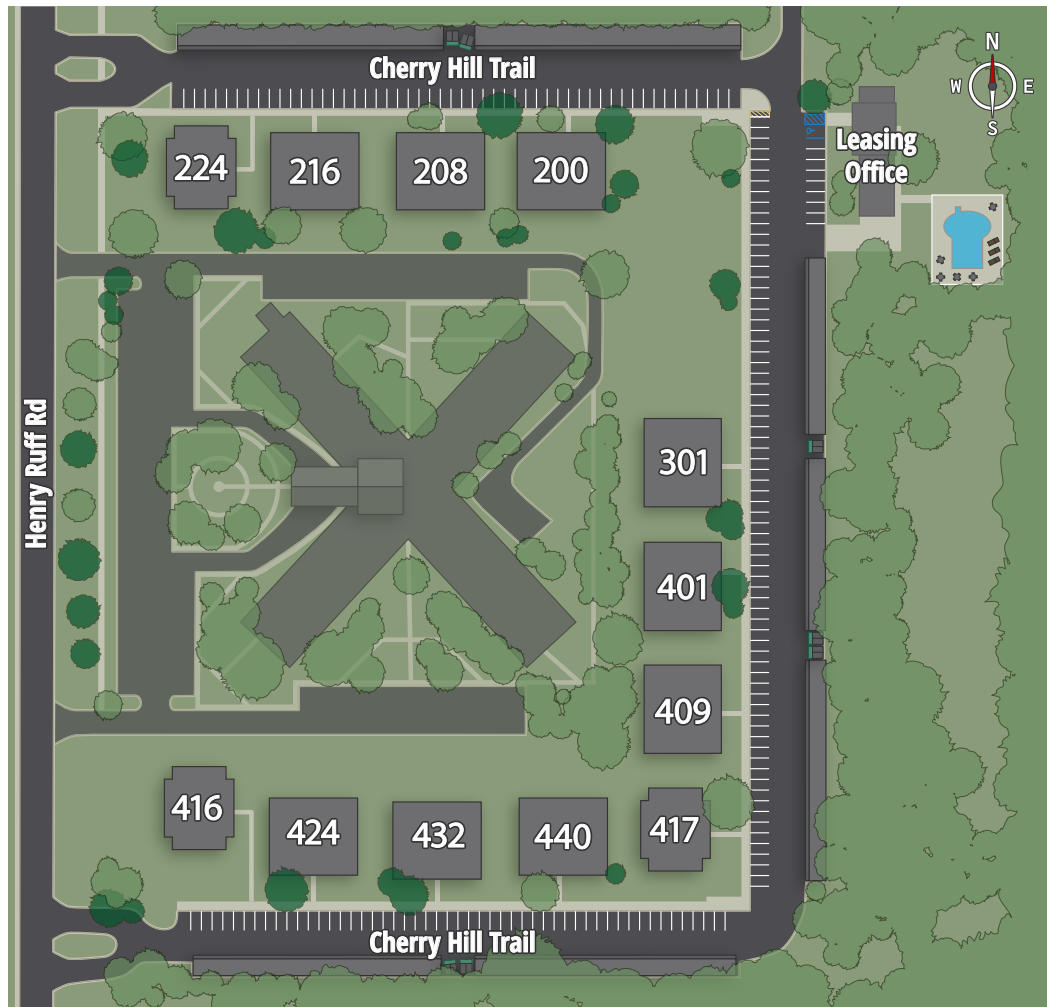 Cherry Hill Trail
N
W E
S
Leasing
Office
224 216 208 200
Henry Ruff Rd
301
401
409
416 424 432 440 417
Cherry Hill Trail